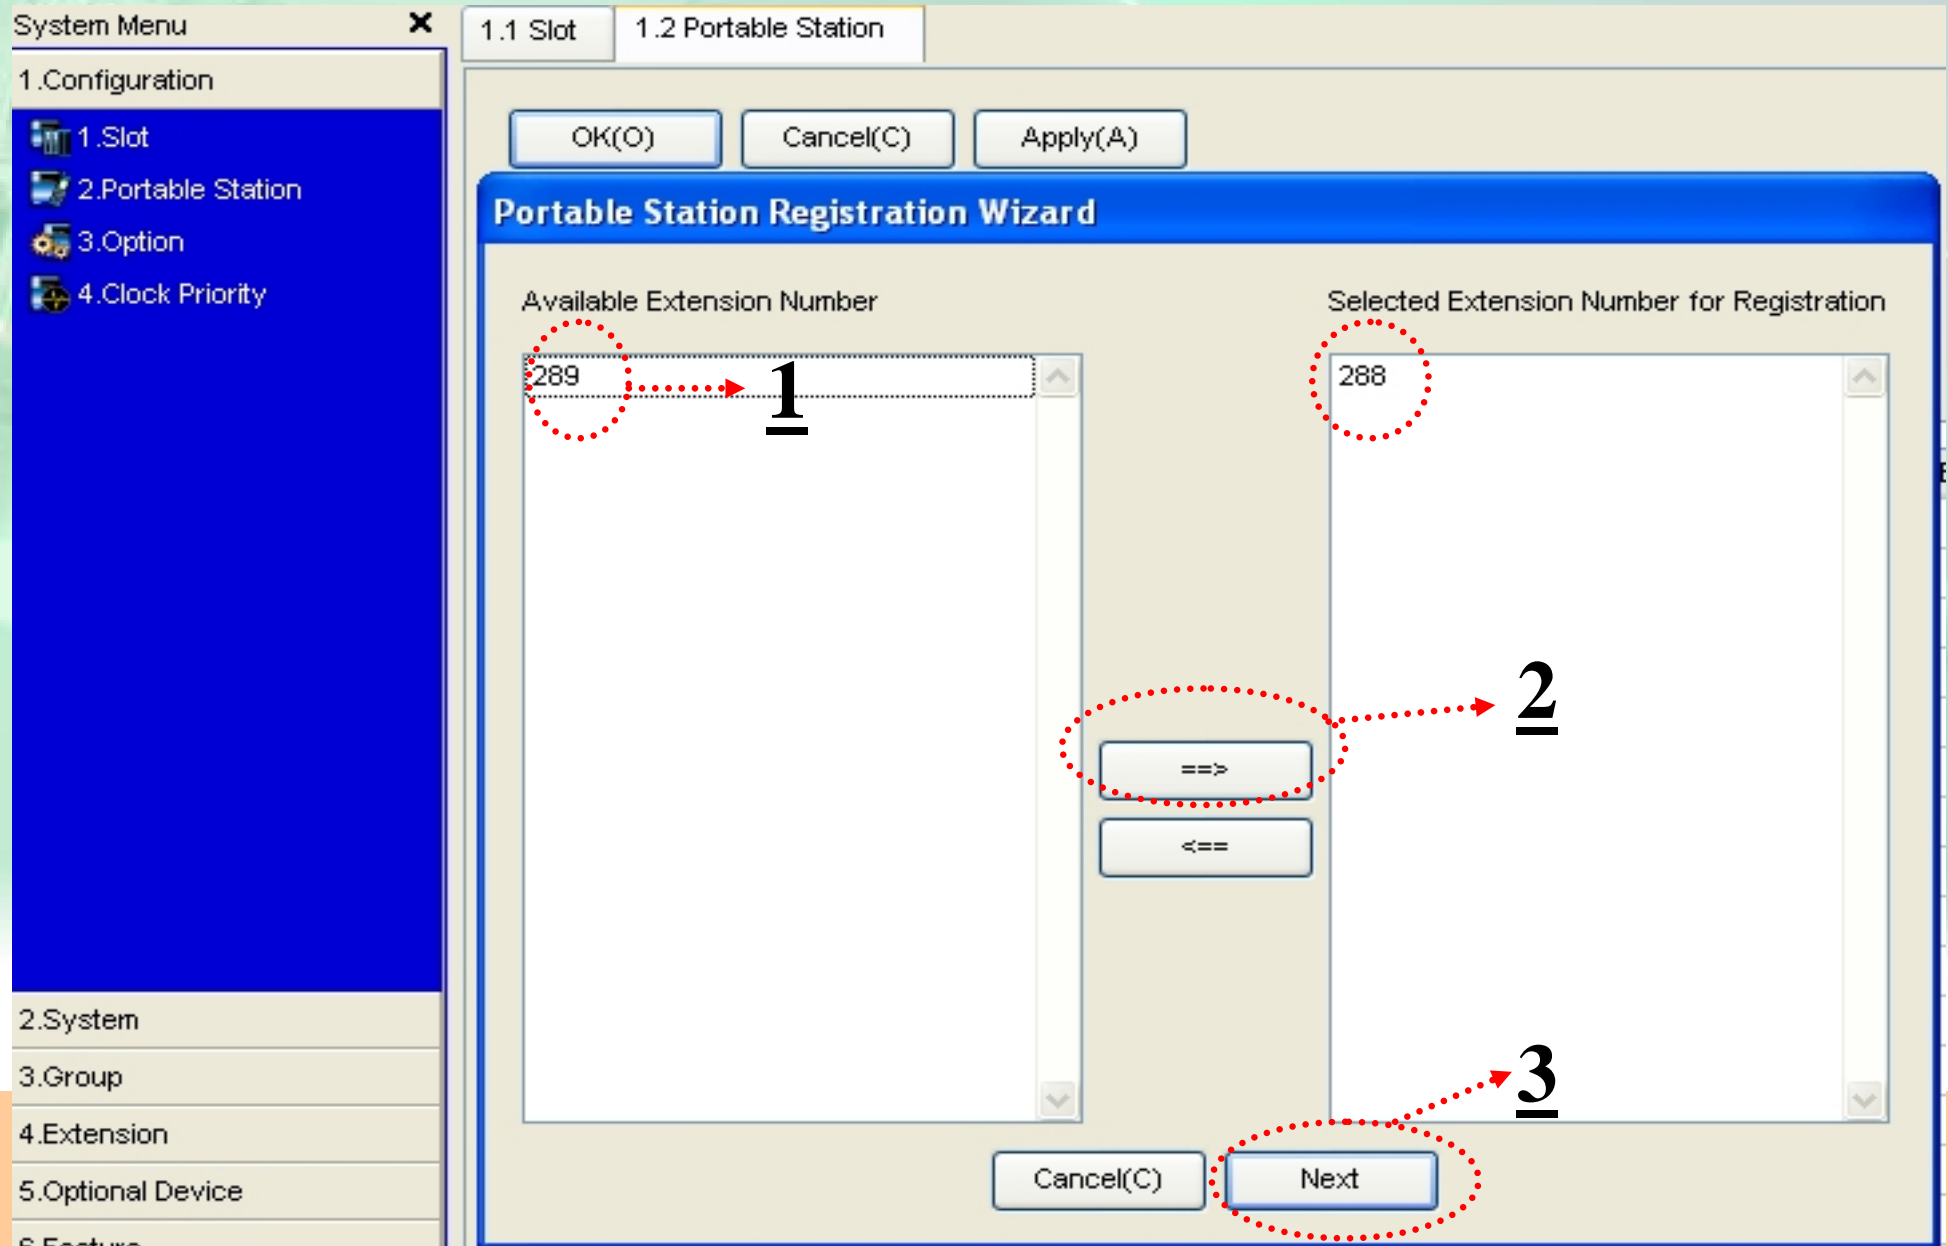 System Menu
1.Configuration
1.Slot
2.Portable Station
3.Option
4.Clock Priority
2.System
3.Group
4.Extension
5.Optional Device
6.Feature
1.1 Slot
1.2 Portable Station
OK(O)
Cancel(C)
Apply(A)
Portable Station Registration Wizard
Available Extension Number
Selected Extension Number for Registration
289
1
288
2
==>
<==
3
Cancel(C)
Next